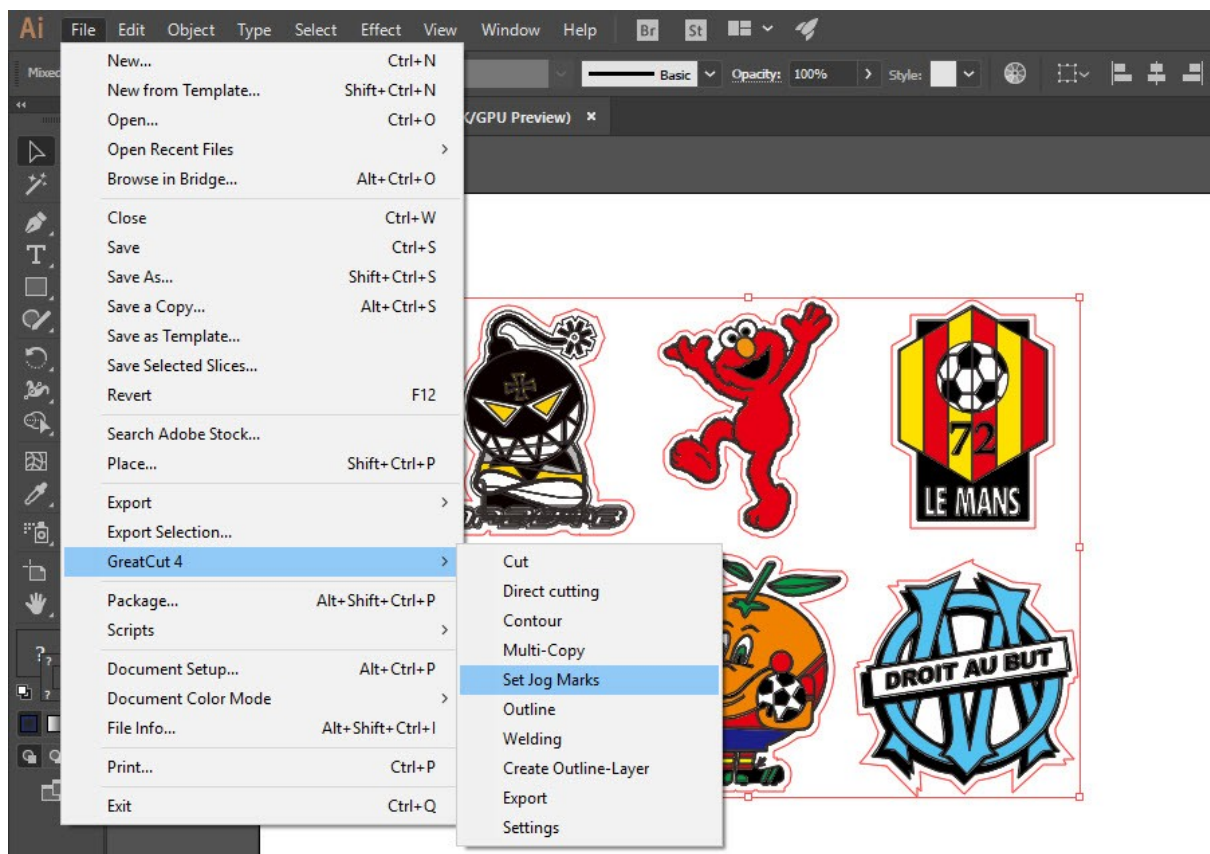 Ai File Edit Object Type Select Effect View Window Help Br St
Mixed Basic Opacity: 100% Style:
K/GPU Preview) ×
New... Ctrl+N
New from Template... Shift+Ctrl+N
Open... Ctrl+O
Open Recent Files
Browse in Bridge... Alt+Ctrl+O
Close Ctrl+W
Save Ctrl+S
Save As... Shift+Ctrl+S
Save a Copy... Alt+Ctrl+S
Save as Template...
Save Selected Slices...
Revert F12
Search Adobe Stock...
Place... Shift+Ctrl+P
Export
Export Selection...
GreatCut 4
Package... Alt+Shift+Ctrl+P
Scripts
Document Setup... Alt+Ctrl+P
Document Color Mode
File Info... Alt+Shift+Ctrl+I
Print... Ctrl+P
Exit Ctrl+Q
Cut
Direct cutting
Contour
Multi-Copy
Set Jog Marks
Outline
Welding
Create Outline-Layer
Export
Settings
72
LE MANS
DROIT AU BUT